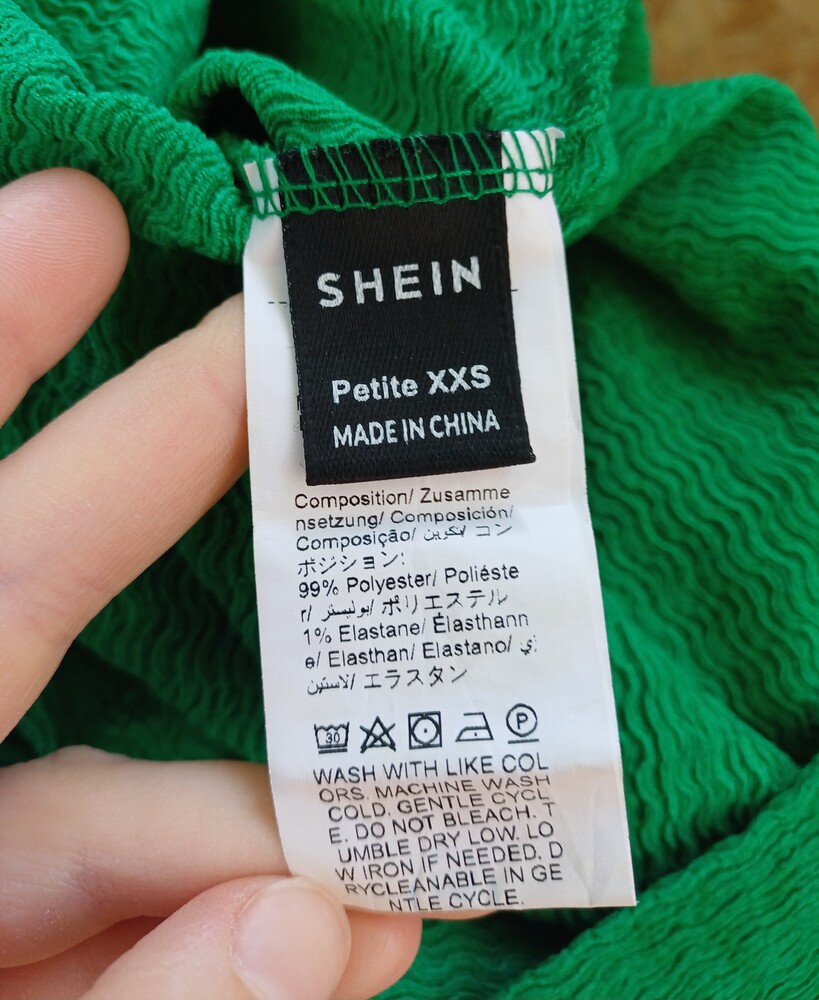 SHEIN
Petite XXS
MADE IN CHINA
Composition/ Zusamme
nsetzung/ Composición/
Composição/ تكوين/ コン
ポジション:
99% Polyester/ Poliéste
r/ بوليستر/ ポリエステル
1% Elastane/ Élasthann
e/ Elasthan/ Elastano/ ي
لاستين/ エラスタン
30
P
WASH WITH LIKE COL
ORS. MACHINE WASH
COLD. GENTLE CYCL
E. DO NOT BLEACH. T
UMBLE DRY LOW. LO
W IRON IF NEEDED. D
RYCLEANABLE IN GE
NTLE CYCLE.